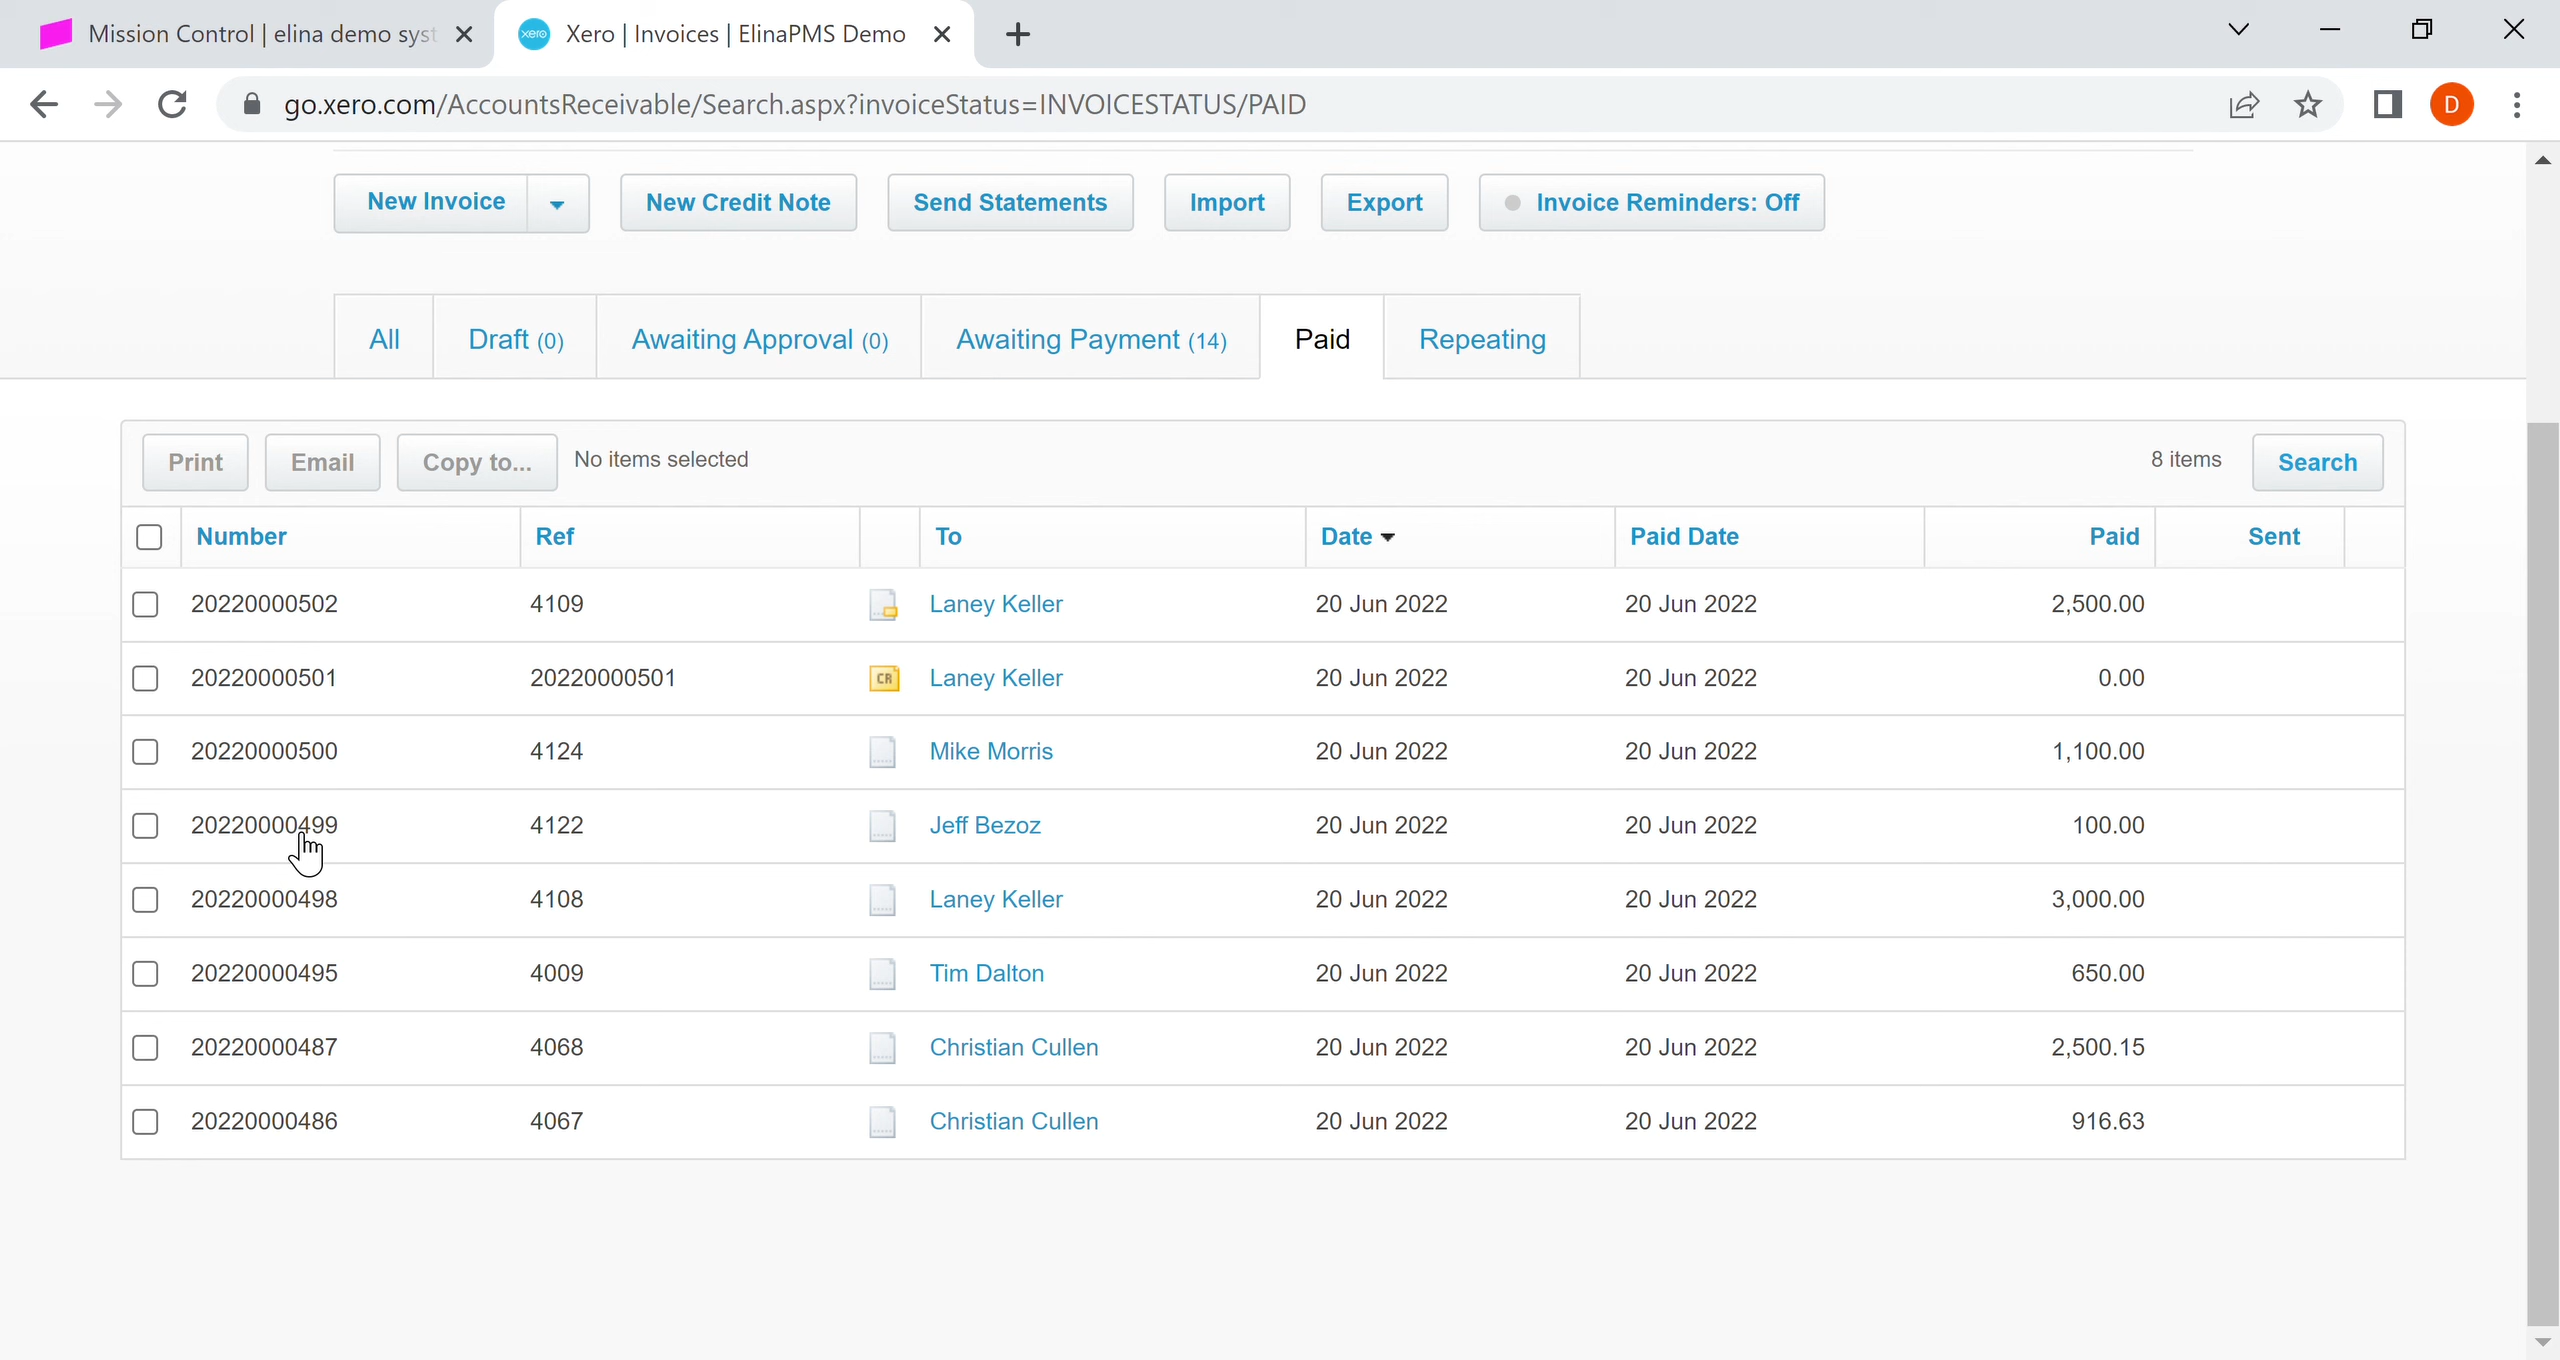 Mission Control | elina demo syst
xero Xero | Invoices | ElinaPMS Demo
go.xero.com/AccountsReceivable/Search.aspx?invoiceStatus=INVOICESTATUS/PAID D
New Invoice New Credit Note Send Statements Import Export Invoice Reminders: Off
All Draft (0) Awaiting Approval (0) Awaiting Payment (14) Paid Repeating
Print Email Copy to... No items selected 8 items Search
Number Ref To Date Paid Date Paid Sent
20220000502 4109 Laney Keller 20 Jun 2022 20 Jun 2022 2,500.00
20220000501 20220000501 CR Laney Keller 20 Jun 2022 20 Jun 2022 0.00
20220000500 4124 Mike Morris 20 Jun 2022 20 Jun 2022 1,100.00
20220000499 4122 Jeff Bezoz 20 Jun 2022 20 Jun 2022 100.00
20220000498 4108 Laney Keller 20 Jun 2022 20 Jun 2022 3,000.00
20220000495 4009 Tim Dalton 20 Jun 2022 20 Jun 2022 650.00
20220000487 4068 Christian Cullen 20 Jun 2022 20 Jun 2022 2,500.15
20220000486 4067 Christian Cullen 20 Jun 2022 20 Jun 2022 916.63